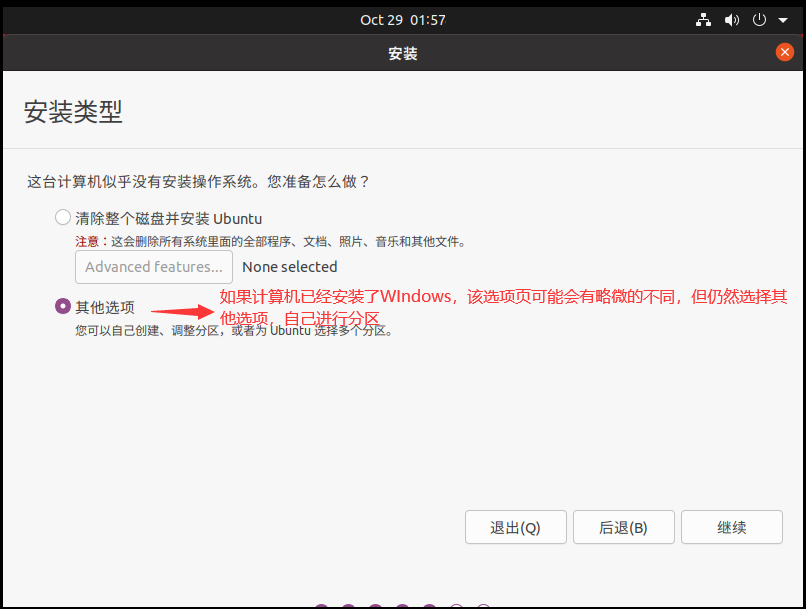 Oct 29 01:57
安装
安装类型
这台计算机似乎没有安装操作系统。您准备怎么做？
清除整个磁盘并安装 Ubuntu
注意：这会删除所有系统里面的全部程序、文档、照片、音乐和其他文件。
Advanced features... None selected
如果计算机已经安装了WIndows，该选项页可能会有略微的不同，但仍然选择其
其他选项
他选项，自己进行分区
您可以自己创建、调整分区，或者为 Ubuntu 选择多个分区。
退出(Q) 后退(B) 继续